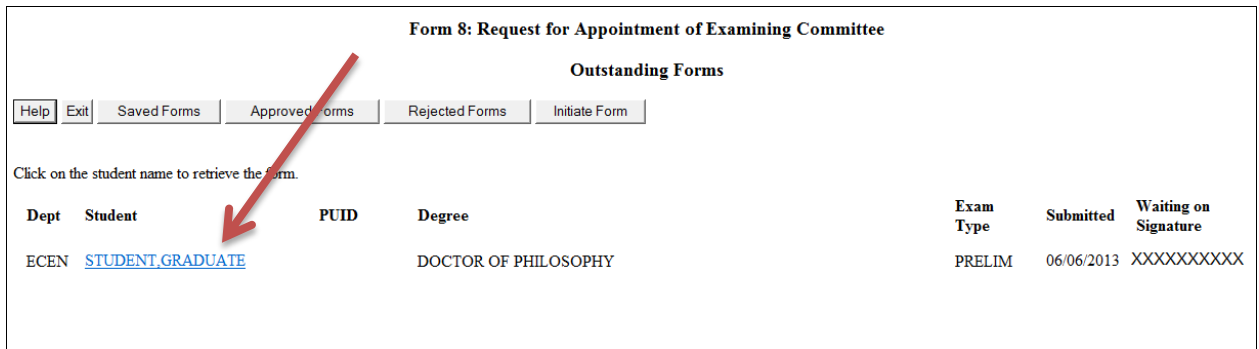 Form 8: Request for Appointment of Examining Committee
Outstanding Forms
Help Exit Saved Forms Approved Forms Rejected Forms Initiate Form
Click on the student name to retrieve the form.
Dept Student PUID Degree Exam Type Submitted Waiting on Signature
ECEN STUDENT,GRADUATE DOCTOR OF PHILOSOPHY PRELIM 06/06/2013 XXXXXXXXXX